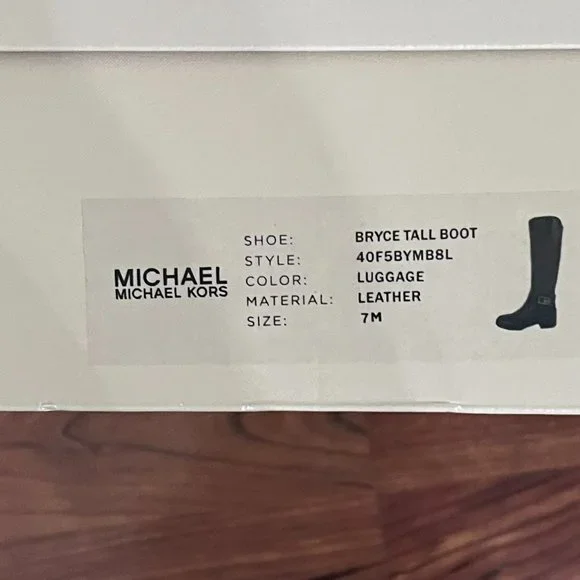 MICHAEL
MICHAEL KORS
SHOE: BRYCE TALL BOOT
STYLE: 40F5BYMB8L
COLOR: LUGGAGE
MATERIAL: LEATHER
SIZE: 7M